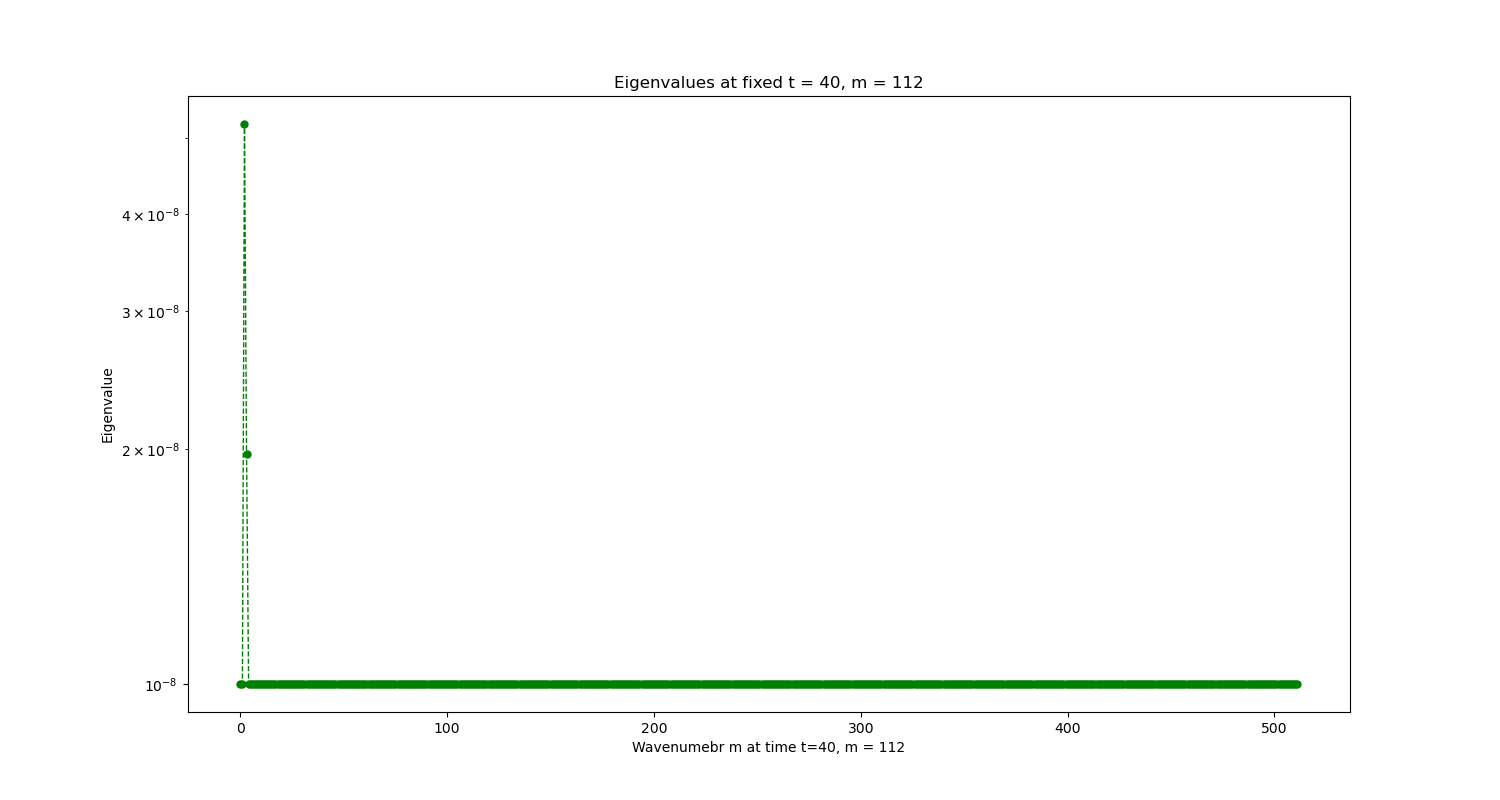 Eigenvalues at fixed t = 40, m = 112
Eigenvalue
4 × 10⁻⁸
3 × 10⁻⁸
2 × 10⁻⁸
10⁻⁸
0 100 200 300 400 500
Wavenumebr m at time t=40, m = 112